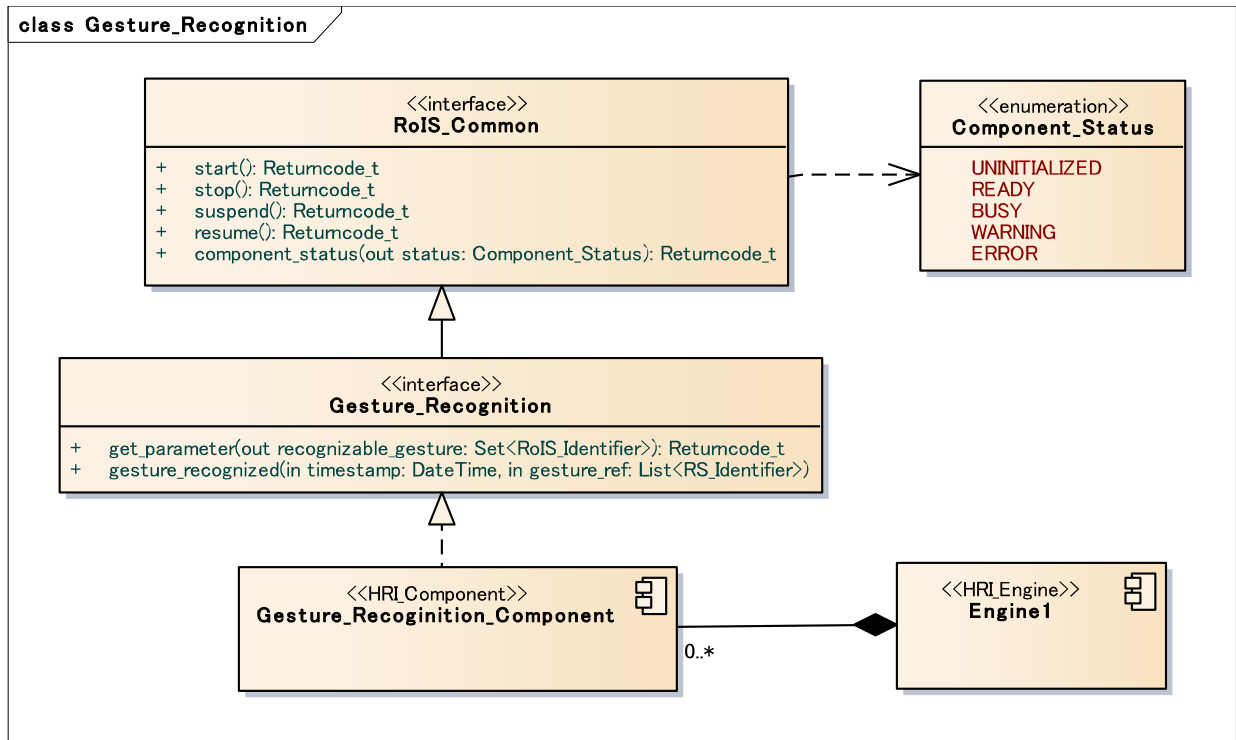 class Gesture_Recognition
<<interface>>
RoIS_Common
+ start(): Returncode_t
+ stop(): Returncode_t
+ suspend(): Returncode_t
+ resume(): Returncode_t
+ component_status(out status: Component_Status): Returncode_t
<<enumeration>>
Component_Status
UNINITIALIZED
READY
BUSY
WARNING
ERROR
<<interface>>
Gesture_Recognition
+ get_parameter(out recognizable_gesture: Set<RoIS_Identifier>): Returncode_t
+ gesture_recognized(in timestamp: DateTime, in gesture_ref: List<RS_Identifier>)
<<HRI_Component>>
Gesture_Recoginition_Component
0..*
<<HRI_Engine>>
Engine1